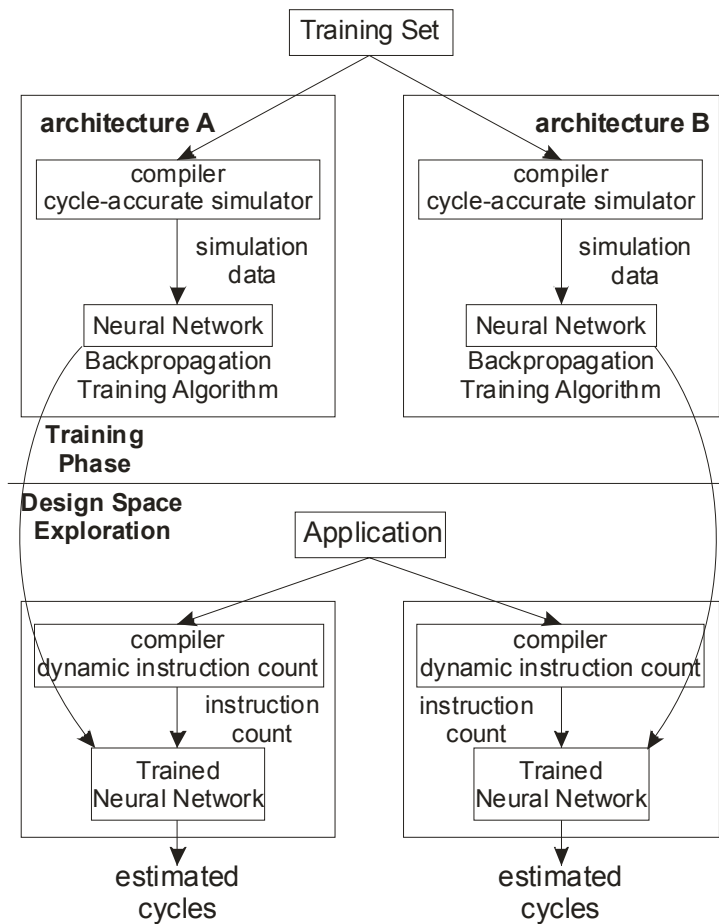 Training Set
architecture A
compiler
cycle-accurate simulator
simulation
data
Neural Network
Backpropagation
Training Algorithm
architecture B
compiler
cycle-accurate simulator
simulation
data
Neural Network
Backpropagation
Training Algorithm
Training
Phase
Design Space
Exploration
Application
compiler
dynamic instruction count
instruction
count
Trained
Neural Network
estimated
cycles
compiler
dynamic instruction count
instruction
count
Trained
Neural Network
estimated
cycles